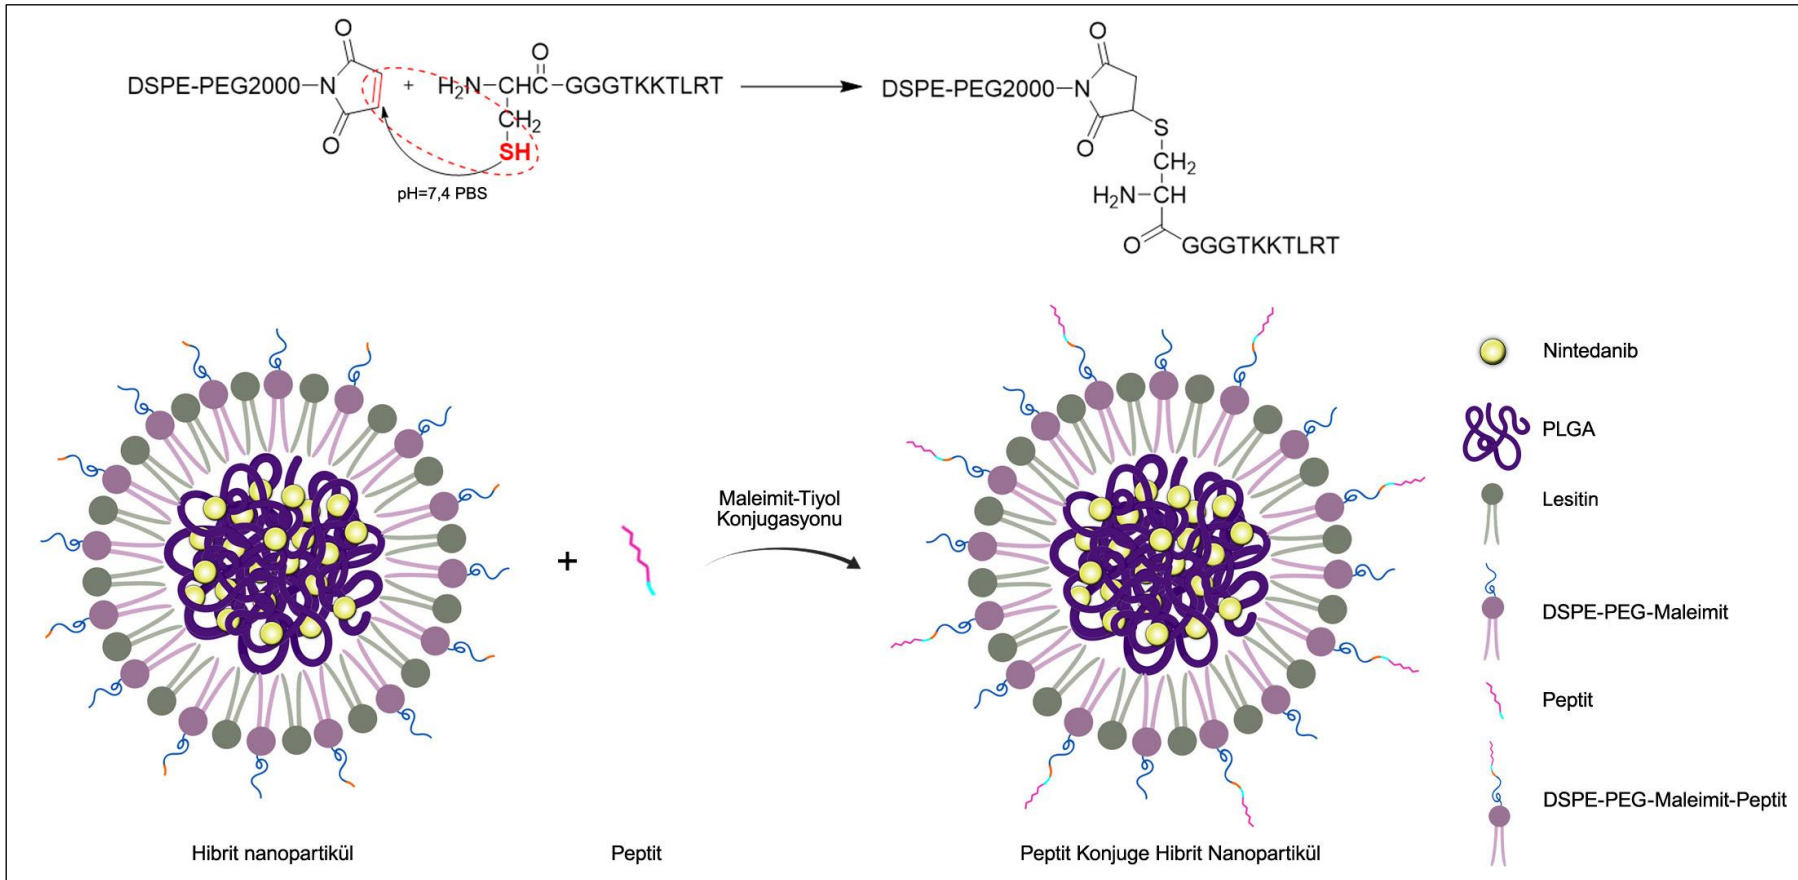 O
O
DSPE-PEG2000
N
+
H₂N
CHC
O
GGGTKKTLRT
CH₂
SH
pH=7,4 PBS
O
O
DSPE-PEG2000
N
S
CH₂
H₂N
CH
O
GGGTKKTLRT
Nintedanib
PLGA
Lesitin
DSPE-PEG-Maleimit
Peptit
DSPE-PEG-Maleimit-Peptit
+
Maleimit-Tiyol
Konjugasyonu
Hibrit nanopartikül
Peptit
Peptit Konjuge Hibrit Nanopartikül